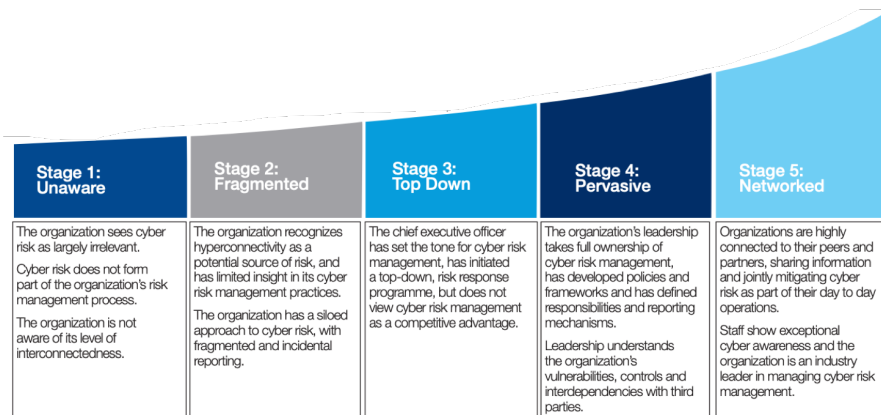 Stage 1:
Unaware
The organization sees cyber
risk as largely irrelevant.
Cyber risk does not form
part of the organization's risk
management process.
The organization is not
aware of its level of
interconnectedness.
Stage 2:
Fragmented
The organization recognizes
hyperconnectivity as a
potential source of risk, and
has limited insight in its cyber
risk management practices.
The organization has a siloed
approach to cyber risk, with
fragmented and incidental
reporting.
Stage 3:
Top Down
The chief executive officer
has set the tone for cyber risk
management, has initiated
a top-down, risk response
programme, but does not
view cyber risk management
as a competitive advantage.
Stage 4:
Pervasive
The organization's leadership
takes full ownership of
cyber risk management,
has developed policies and
frameworks and has defined
responsibilities and reporting
mechanisms.
Leadership understands
the organization's
vulnerabilities, controls and
interdependencies with third
parties.
Stage 5:
Networked
Organizations are highly
connected to their peers and
partners, sharing information
and jointly mitigating cyber
risk as part of their day to day
operations.
Staff show exceptional
cyber awareness and the
organization is an industry
leader in managing cyber risk
management.